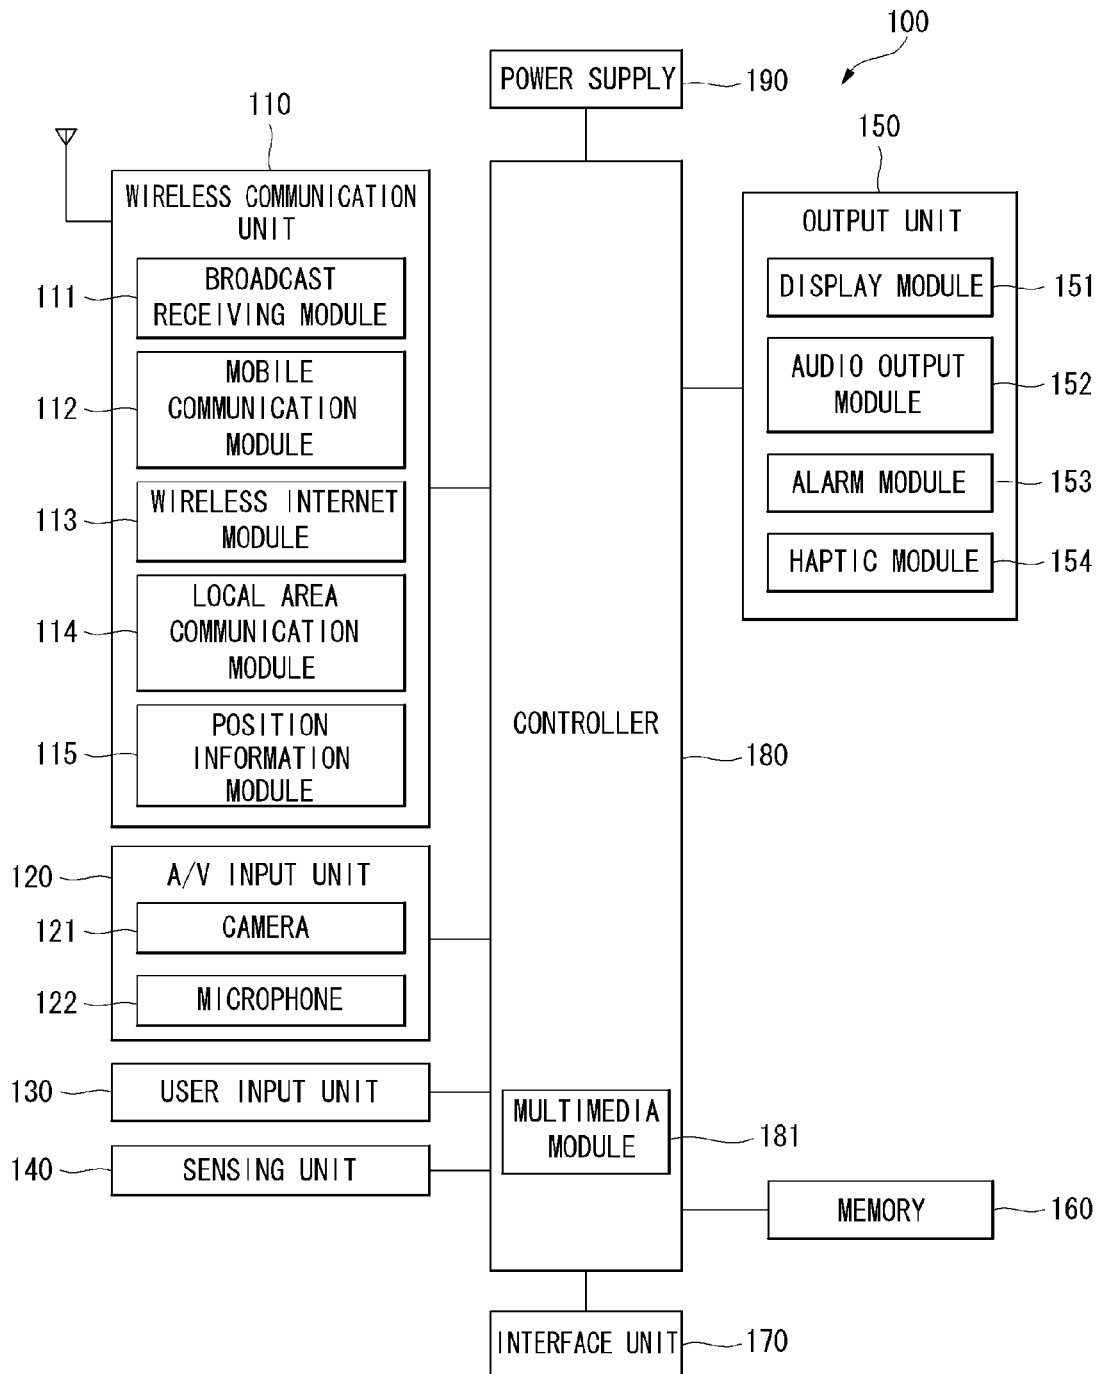 100
POWER SUPPLY
190
110
WIRELESS COMMUNICATION
UNIT
111
BROADCAST
RECEIVING MODULE
112
MOBILE
COMMUNICATION
MODULE
113
WIRELESS INTERNET
MODULE
114
LOCAL AREA
COMMUNICATION
MODULE
115
POSITION
INFORMATION
MODULE
120
A/V INPUT UNIT
121
CAMERA
122
MICROPHONE
130
USER INPUT UNIT
140
SENSING UNIT
CONTROLLER
180
MULTIMEDIA
MODULE
181
150
OUTPUT UNIT
DISPLAY MODULE
151
AUDIO OUTPUT
MODULE
152
ALARM MODULE
153
HAPTIC MODULE
154
MEMORY
160
INTERFACE UNIT
170